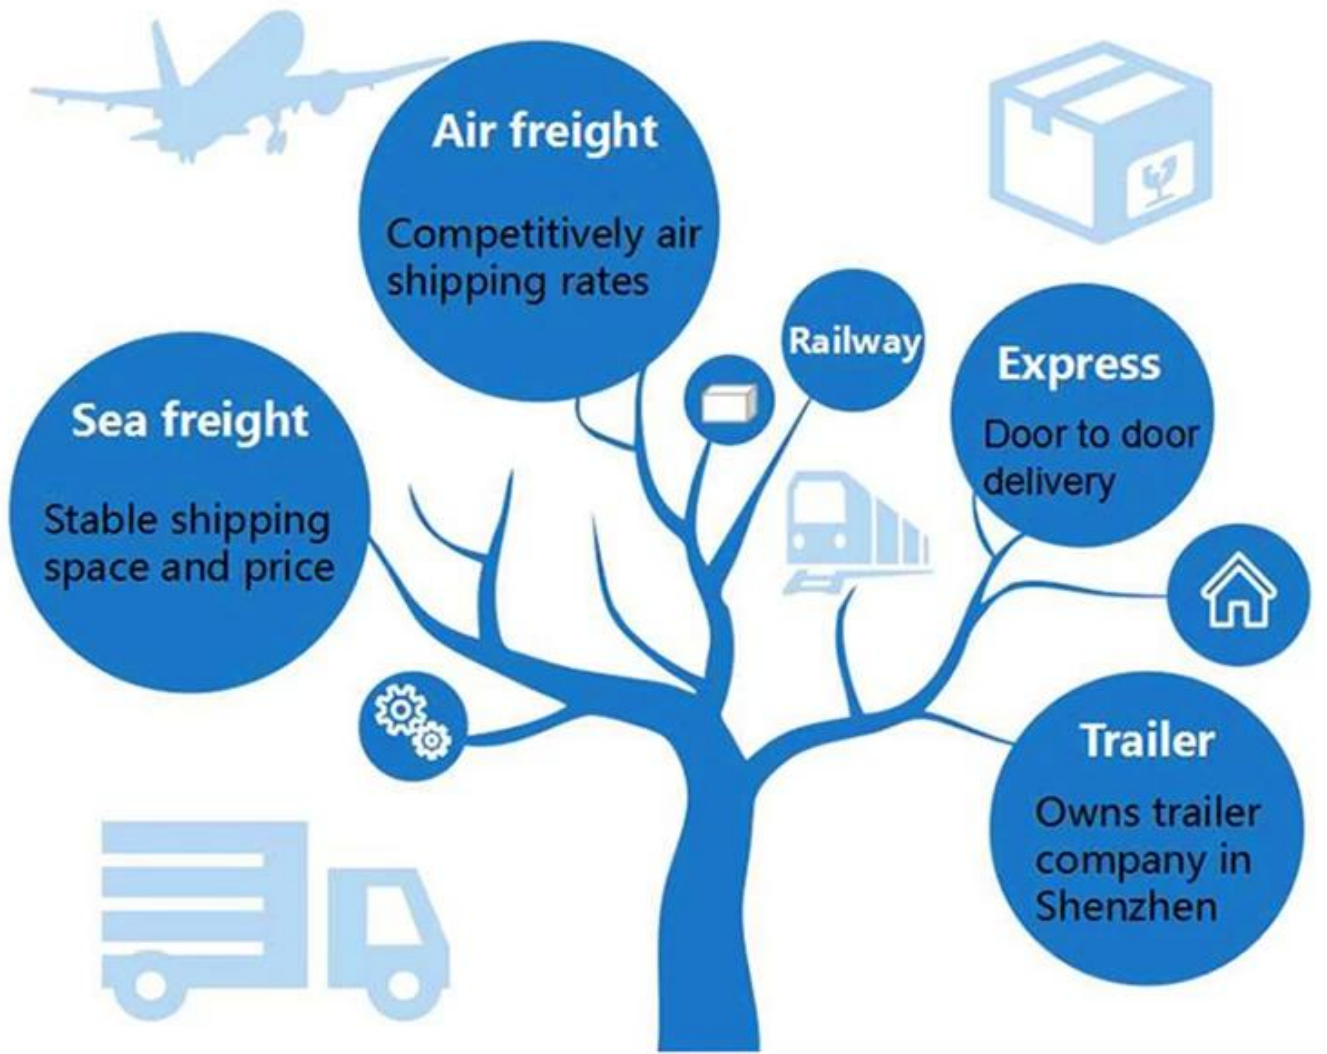 Air freight
Competitively air
shipping rates
Railway
Express
Door to door
delivery
Sea freight
Stable shipping
space and price
Trailer
Owns trailer
company in
Shenzhen